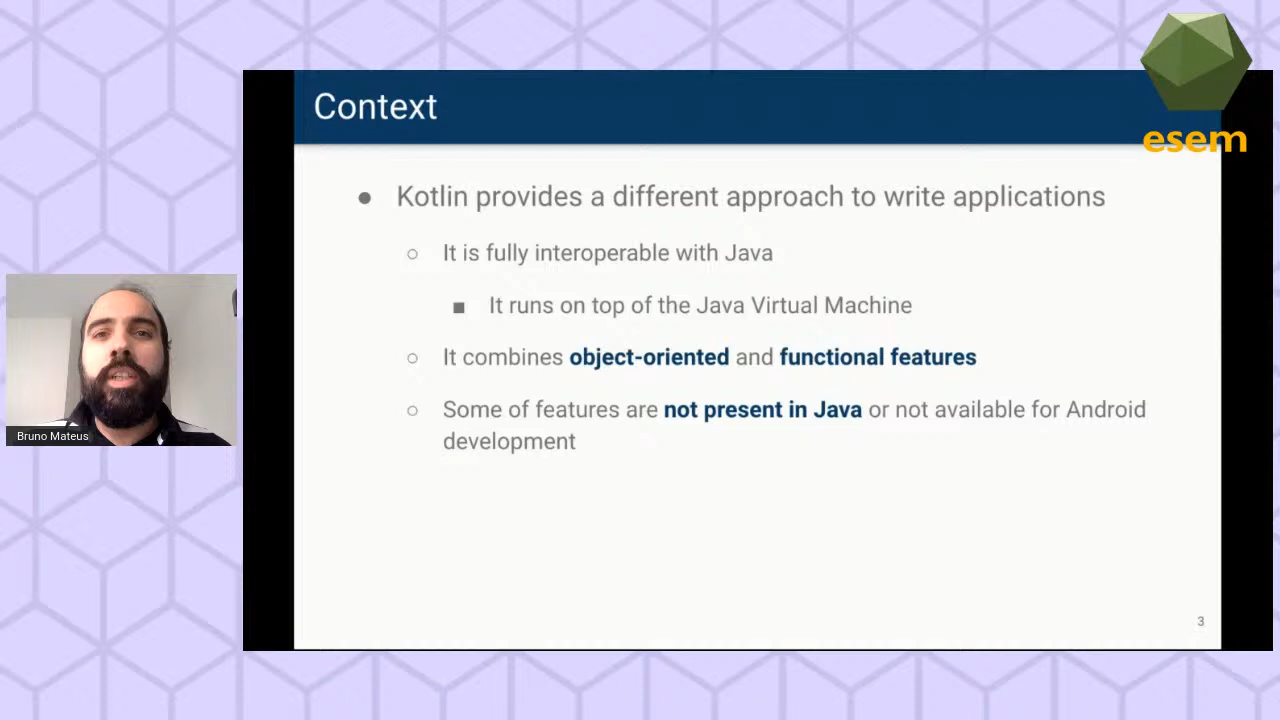 Context
esem
Kotlin provides a different approach to write applications
It is fully interoperable with Java
It runs on top of the Java Virtual Machine
It combines object-oriented and functional features
Some of features are not present in Java or not available for Android
development
Bruno Mateus
3